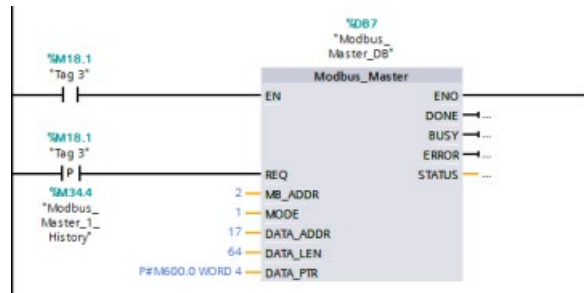 %DB7
"Modbus_
Master_DB"
%M18.1
"Tag 3"
Modbus_Master
EN
ENO
DONE
...
BUSY
...
ERROR
...
STATUS
...
%M18.1
"Tag 3"
P
REQ
%M34.4
"Modbus_
Master_1_
History"
2
MB_ADDR
1
MODE
17
DATA_ADDR
64
DATA_LEN
P#M600.0 WORD 4
DATA_PTR